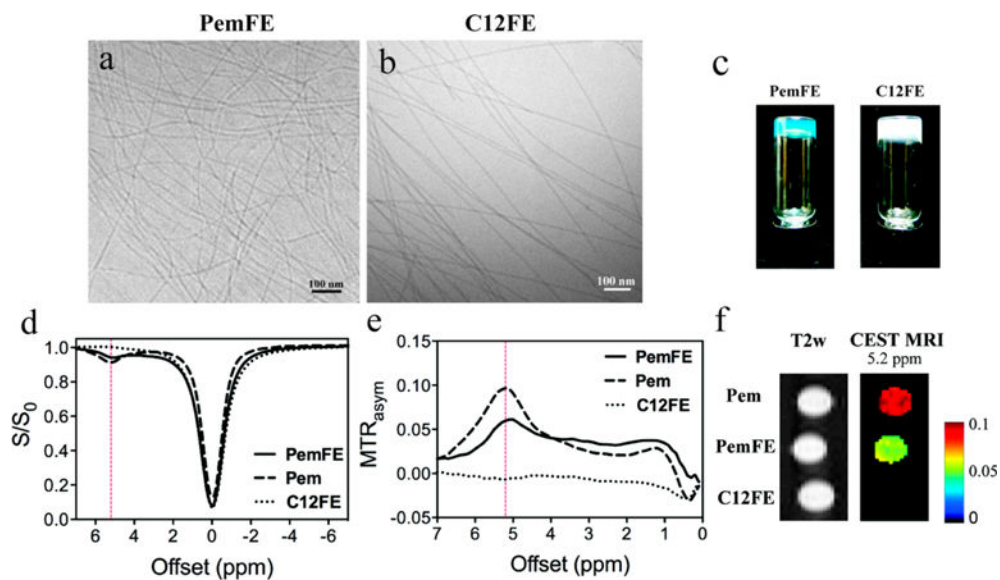 PemFE
C12FE
a
b
c
100 nm
100 nm
PemFE
C12FE
d
S/S0
1.0
0.8
0.6
0.4
0.2
0.0
6
4
2
0
-2
-4
-6
Offset (ppm)
PemFE
Pem
C12FE
e
MTRasym
0.15
0.10
0.05
0.00
-0.05
7
6
5
4
3
2
1
0
Offset (ppm)
PemFE
Pem
C12FE
f
T2w
CEST MRI
5.2 ppm
Pem
PemFE
C12FE
0.1
0.05
0